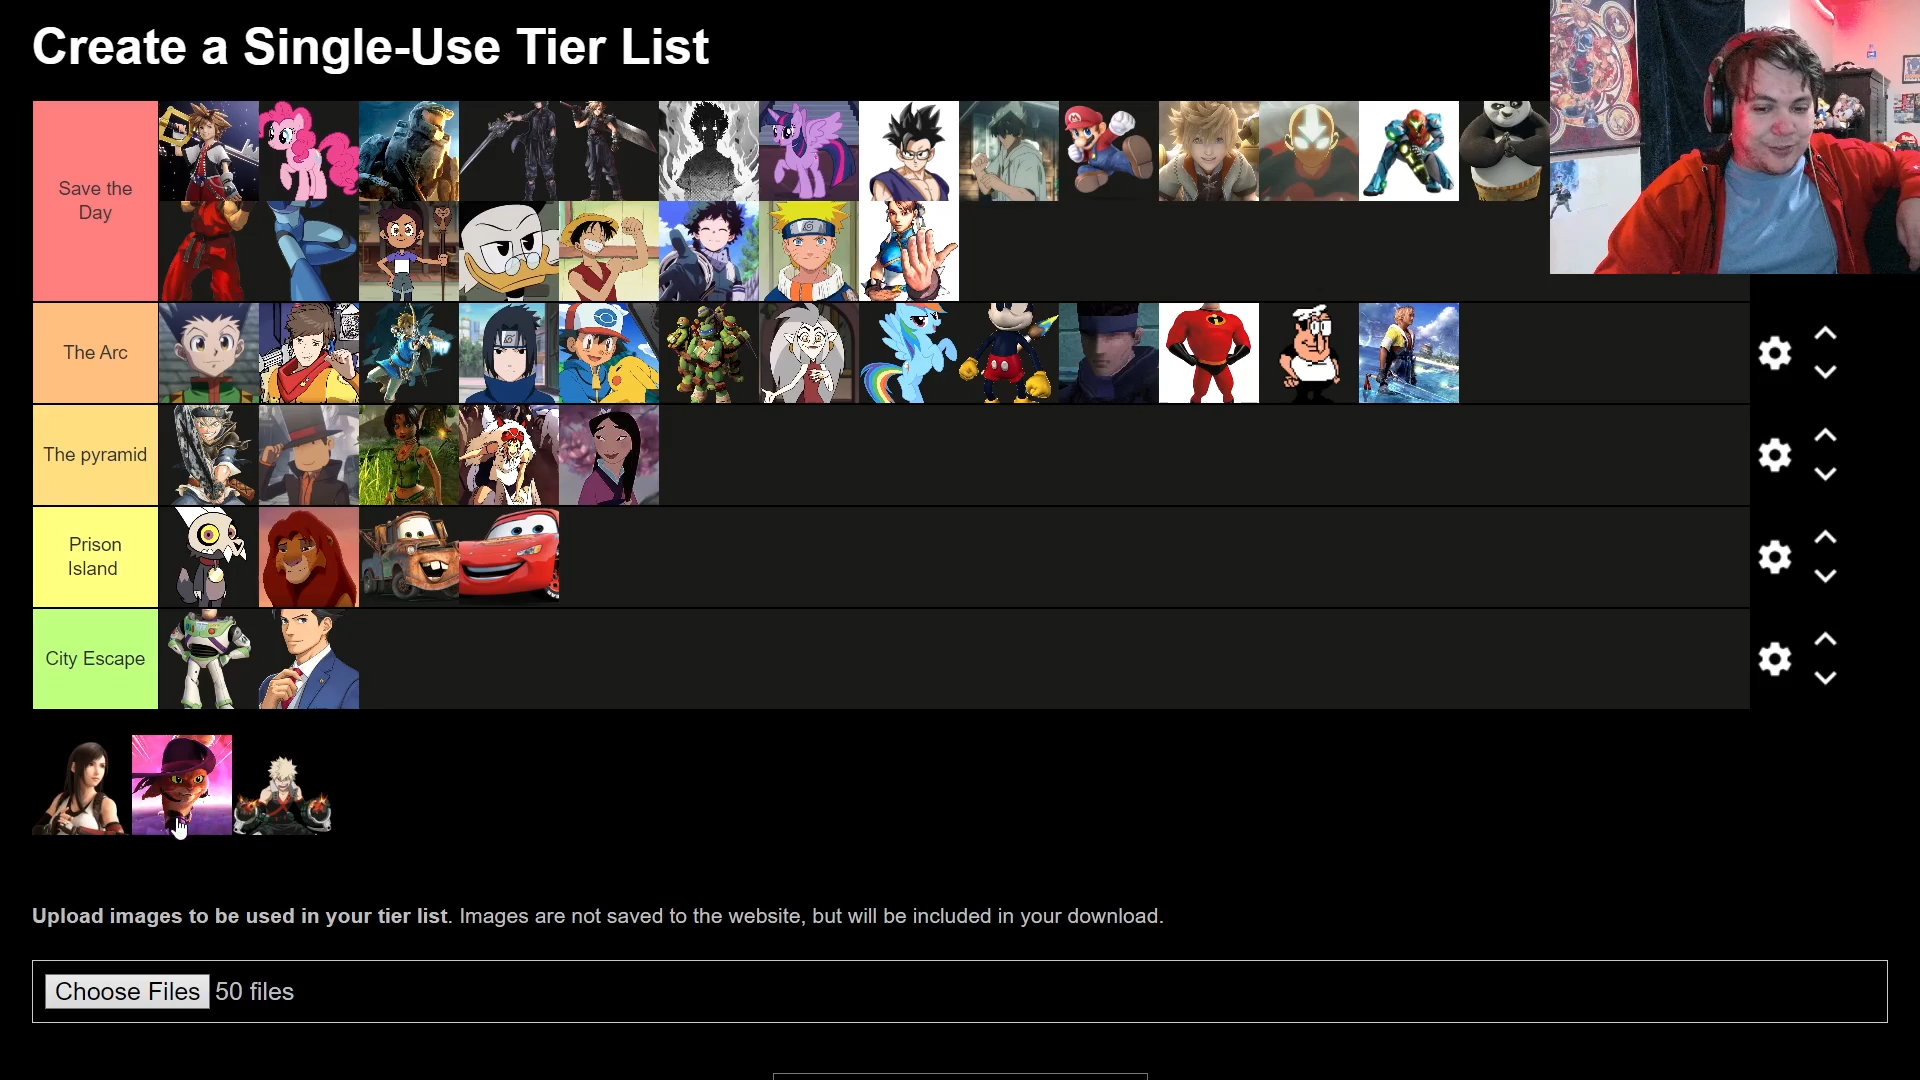 Create a Single-Use Tier List
Save the
Day
The Arc
The pyramid
Prison
Island
City Escape
Upload images to be used in your tier list. Images are not saved to the website, but will be included in your download.
Choose Files 50 files